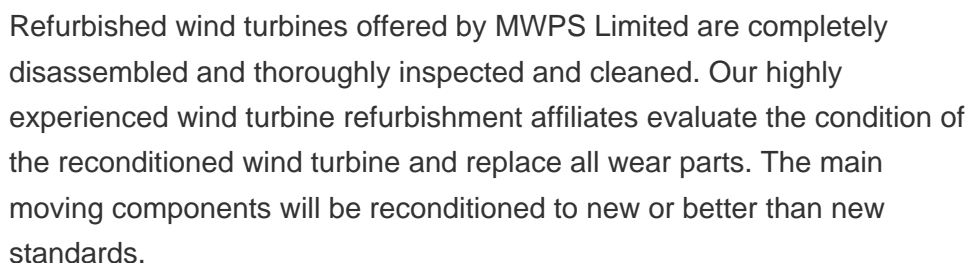 Refurbished wind turbines offered by MWPS Limited are completely
disassembled and thoroughly inspected and cleaned. Our highly
experienced wind turbine refurbishment affiliates evaluate the condition of
the reconditioned wind turbine and replace all wear parts. The main
moving components will be reconditioned to new or better than new
standards.